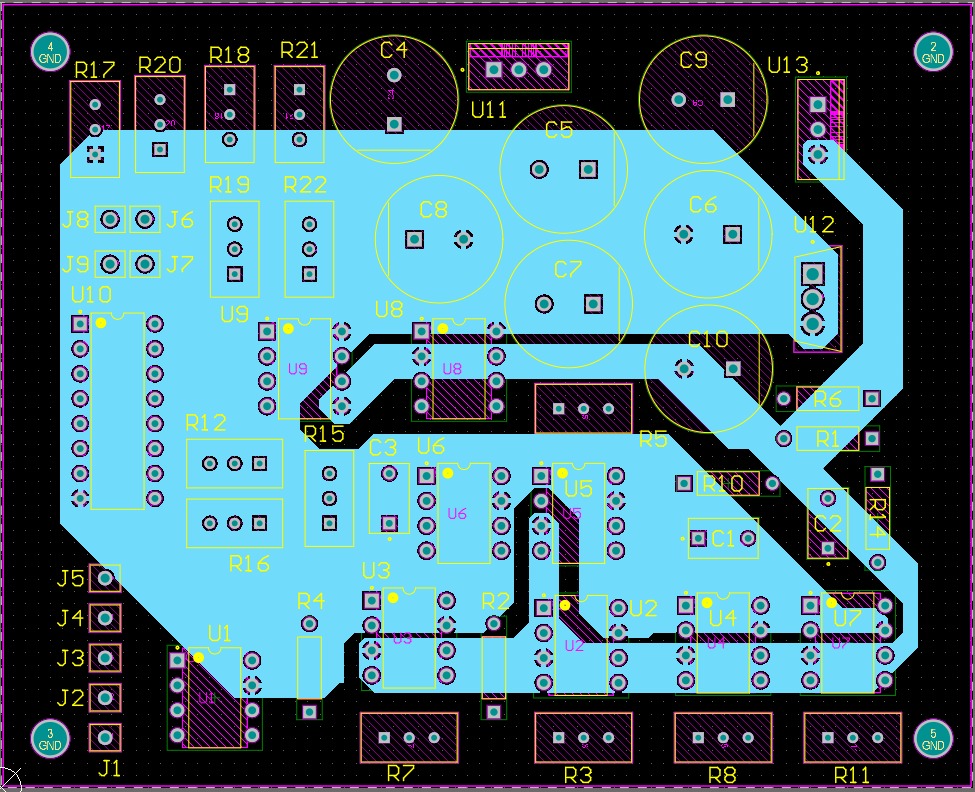 4
GND
2
GND
R17
R20
R18
R21
C4
U11
C9
U13
C5
R19
R22
C8
C6
U12
J8
J6
J9
J7
C7
U10
U9
U8
C10
U9
U8
R6
R12
R15
C3
U6
R5
R1
U5
R10
R14
U6
U5
C2
C1
R16
J5
U3
R4
R2
U2
U4
U7
J4
U1
U3
U2
U4
U7
J3
J2
U1
3
GND
5
GND
J1
R7
R3
R8
R11